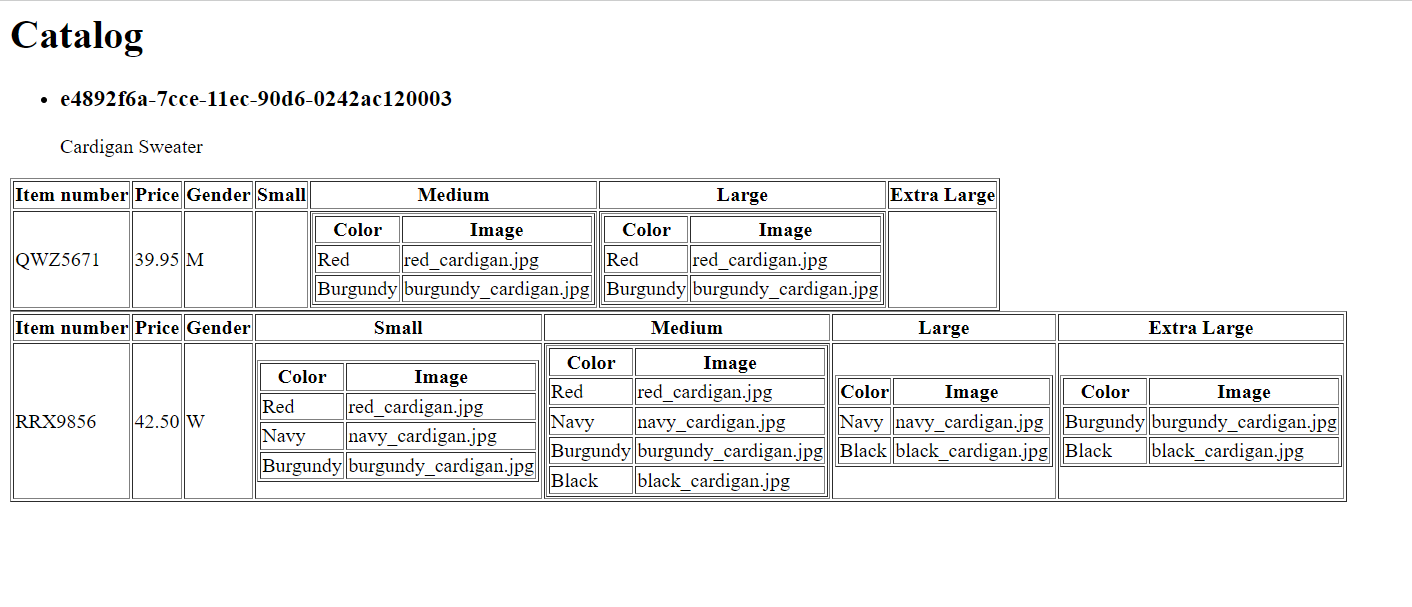 Catalog
e4892f6a-7cce-11ec-90d6-0242ac120003
Cardigan Sweater
Item number Price Gender Small Medium Large Extra Large
Color Image Color Image
QWZ5671 39.95 M Red red_cardigan.jpg Red red_cardigan.jpg
Burgundy burgundy_cardigan.jpg Burgundy burgundy_cardigan.jpg
Item number Price Gender Small Medium Large Extra Large
Color Image
Color Image
Red red_cardigan.jpg
Navy navy_cardigan.jpg
Burgundy burgundy_cardigan.jpg
Color Image
Red red_cardigan.jpg
Navy navy_cardigan.jpg
Burgundy burgundy_cardigan.jpg
Black black_cardigan.jpg
Color Image
Navy navy_cardigan.jpg
Black black_cardigan.jpg
Color Image
Burgundy burgundy_cardigan.jpg
Black black_cardigan.jpg
RRX9856 42.50 W